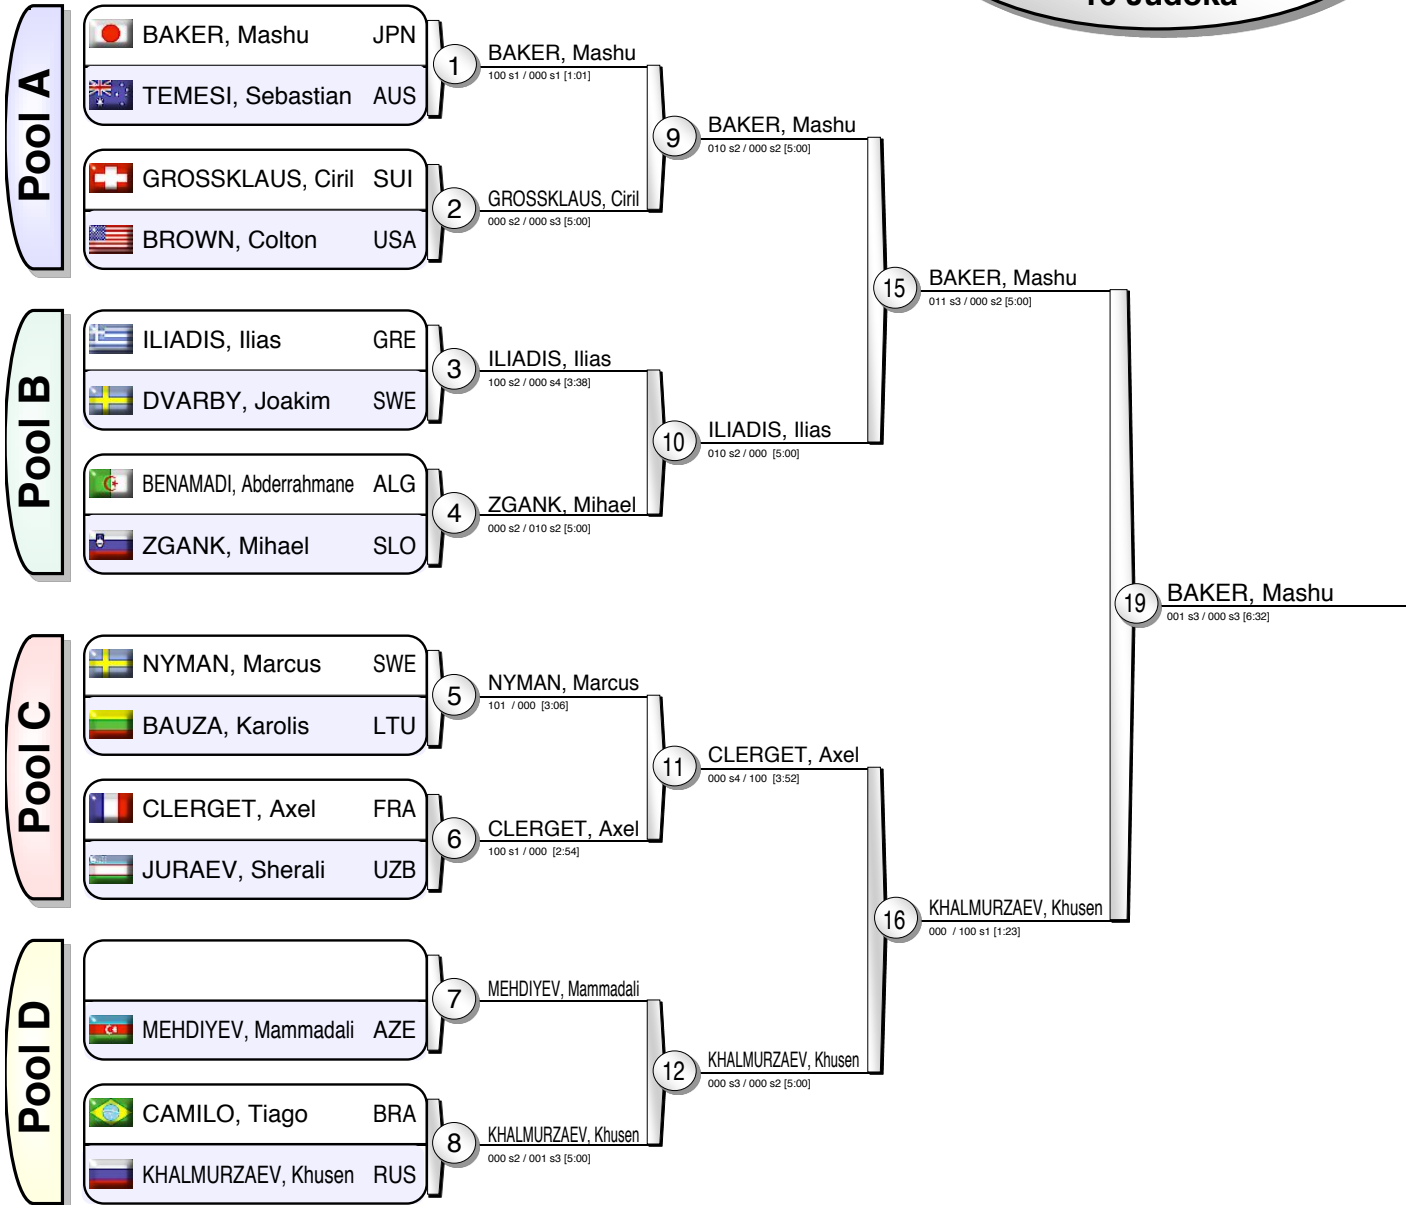 16 Judoka
Pool A
BAKER, Mashu JPN
TEMESI, Sebastian AUS
1
BAKER, Mashu
100 s1 / 000 s1 [1:01]
GROSSKLAUS, Ciril SUI
BROWN, Colton USA
2
GROSSKLAUS, Ciril
000 s2 / 000 s3 [5:00]
9
BAKER, Mashu
010 s2 / 000 s2 [5:00]
Pool B
ILIADIS, Ilias GRE
DVARBY, Joakim SWE
3
ILIADIS, Ilias
100 s2 / 000 s4 [3:38]
BENAMADI, Abderrahmane ALG
ZGANK, Mihael SLO
4
ZGANK, Mihael
000 s2 / 010 s2 [5:00]
10
ILIADIS, Ilias
010 s2 / 000 [5:00]
15
BAKER, Mashu
011 s3 / 000 s2 [5:00]
Pool C
NYMAN, Marcus SWE
BAUZA, Karolis LTU
5
NYMAN, Marcus
101 / 000 [3:06]
CLERGET, Axel FRA
JURAEV, Sherali UZB
6
CLERGET, Axel
100 s1 / 000 [2:54]
11
CLERGET, Axel
000 s4 / 100 [3:52]
Pool D
MEHDIYEV, Mammadali AZE
7
MEHDIYEV, Mammadali
CAMILO, Tiago BRA
KHALMURZAEV, Khusen RUS
8
KHALMURZAEV, Khusen
000 s2 / 001 s3 [5:00]
12
KHALMURZAEV, Khusen
000 s3 / 000 s2 [5:00]
16
KHALMURZAEV, Khusen
000 / 100 s1 [1:23]
19
BAKER, Mashu
001 s3 / 000 s3 [6:32]